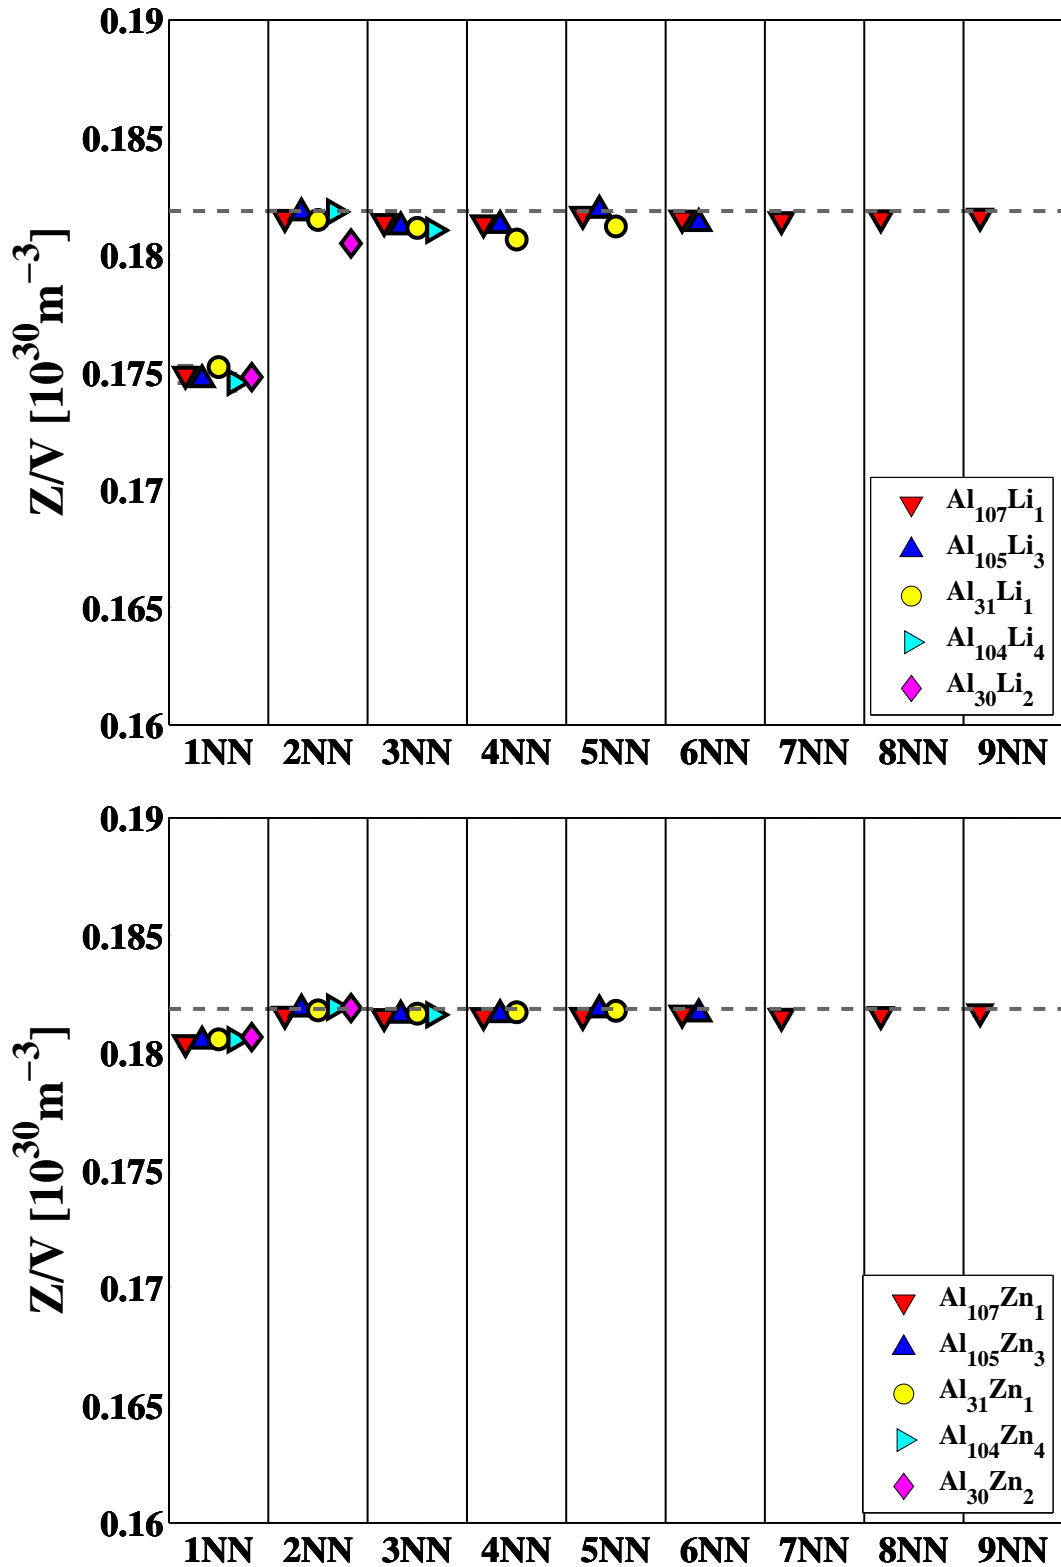 0.19
0.185
0.18
0.175
0.17
0.165
0.16
Z/V [10^30 m^−3]
Al107Li1
Al105Li3
Al31Li1
Al104Li4
Al30Li2
1NN 2NN 3NN 4NN 5NN 6NN 7NN 8NN 9NN
0.19
0.185
0.18
0.175
0.17
0.165
0.16
Z/V [10^30 m^−3]
Al107Zn1
Al105Zn3
Al31Zn1
Al104Zn4
Al30Zn2
1NN 2NN 3NN 4NN 5NN 6NN 7NN 8NN 9NN